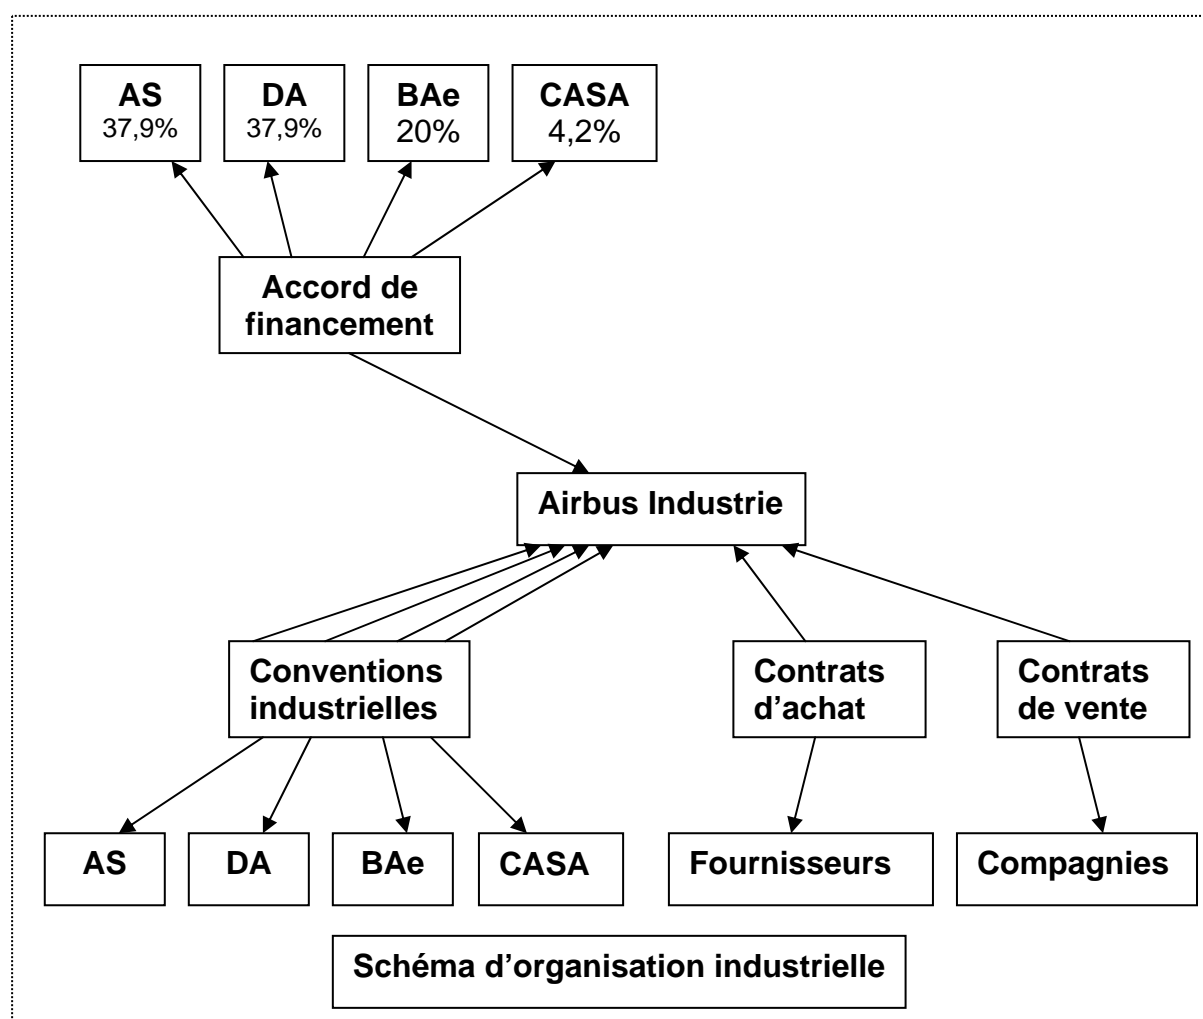 AS
37,9%
DA
37,9%
BAe
20%
CASA
4,2%
Accord de
financement
Airbus Industrie
Conventions
industrielles
Contrats
d’achat
Contrats
de vente
AS
DA
BAe
CASA
Fournisseurs
Compagnies
Schéma d’organisation industrielle